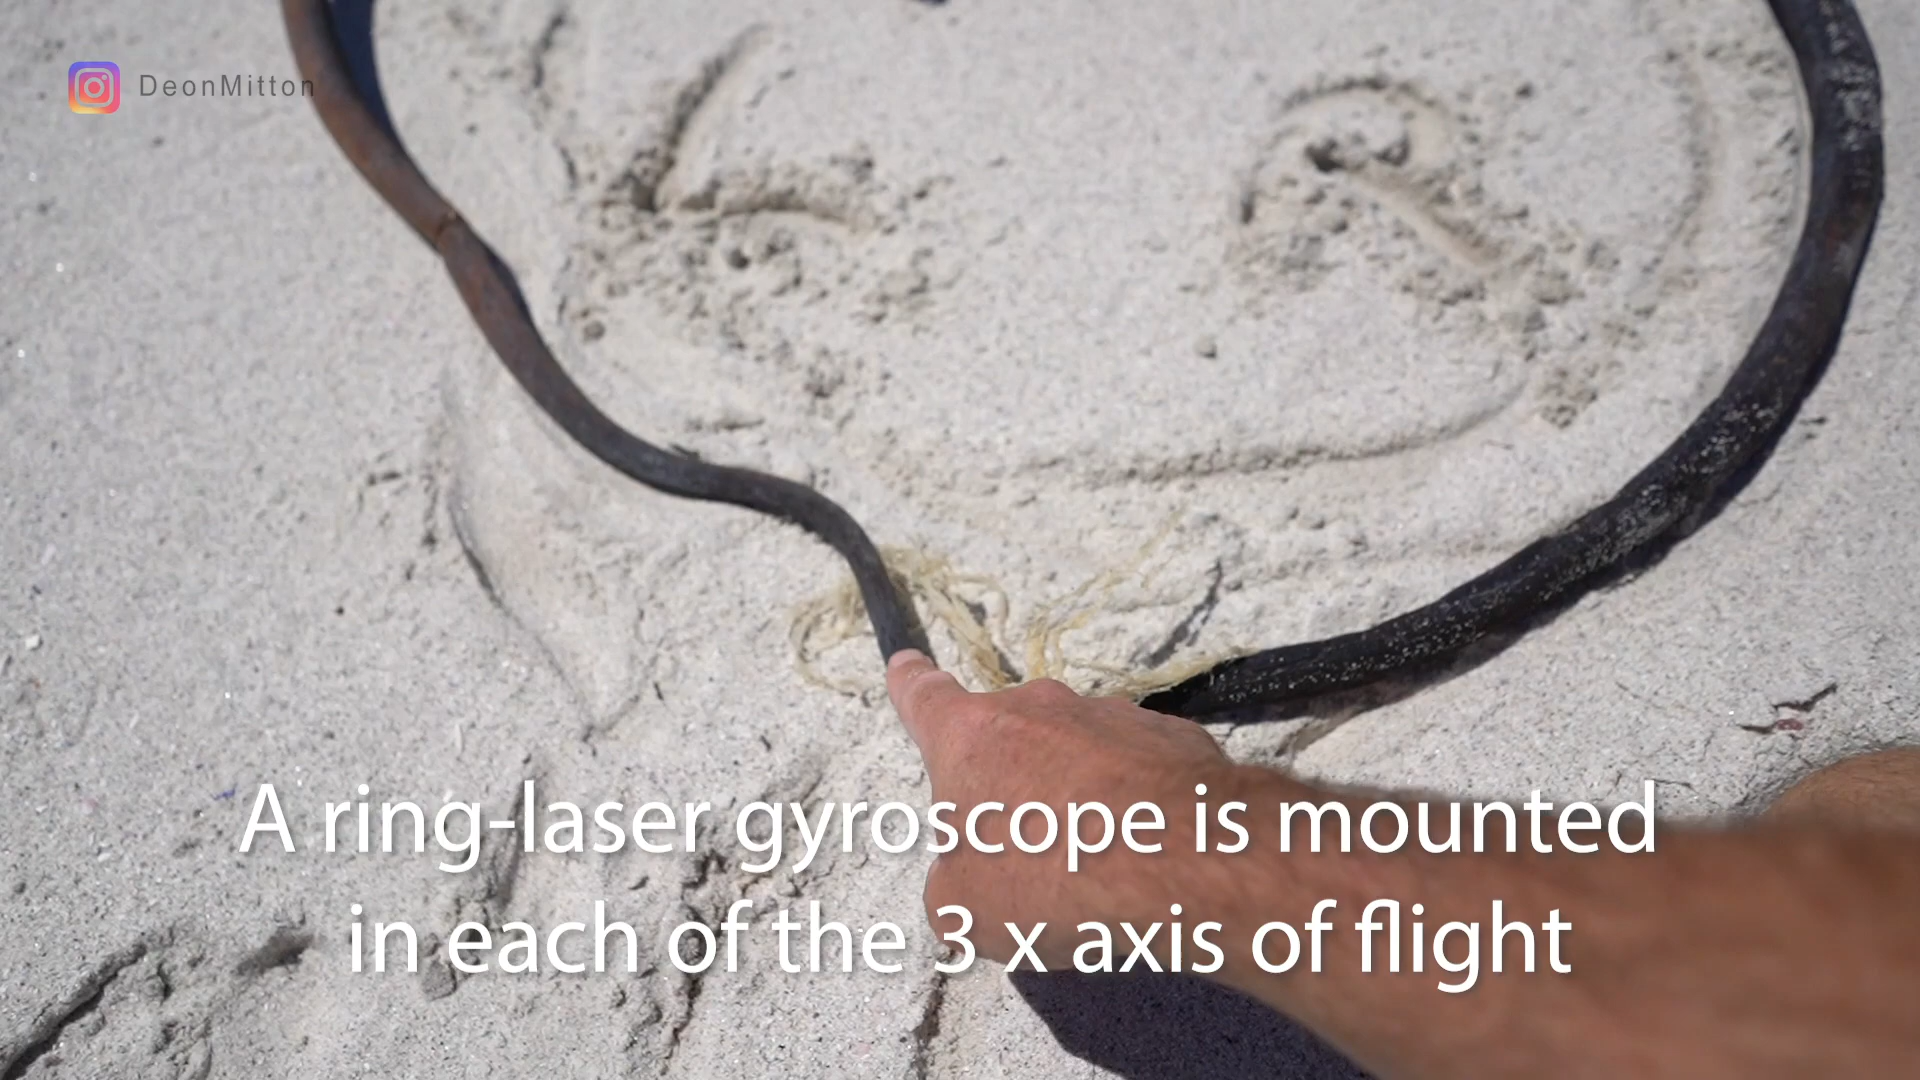 DeonMitton
A ring-laser gyroscope is mounted
in each of the 3 x axis of flight